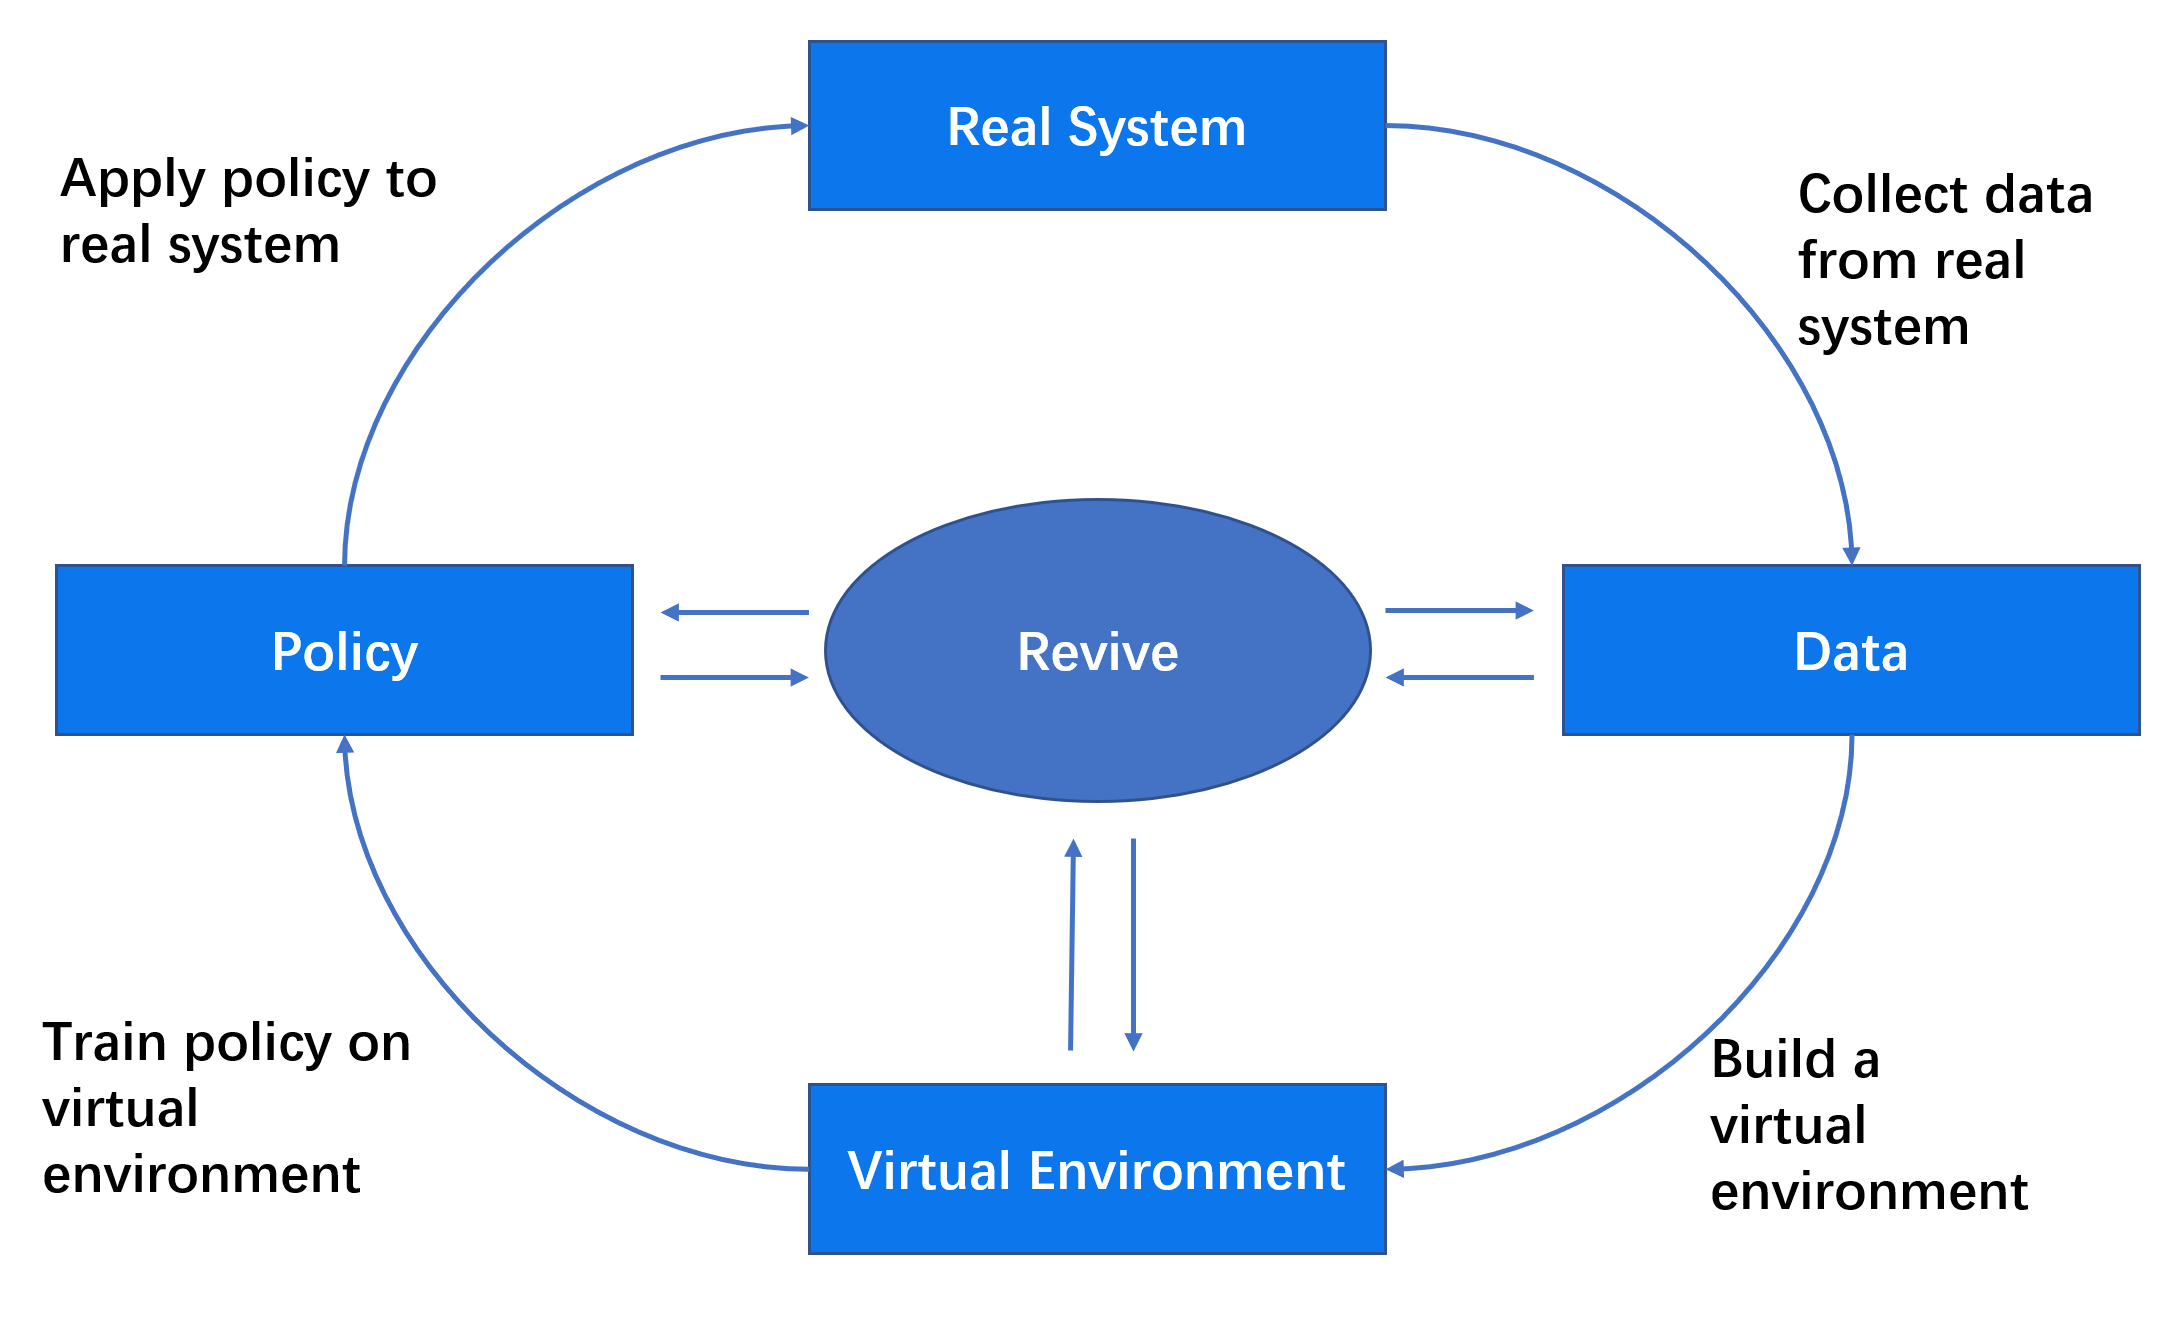 Real System
Apply policy to
real system
Collect data
from real
system
Policy
Revive
Data
Train policy on
virtual
environment
Virtual Environment
Build a
virtual
environment